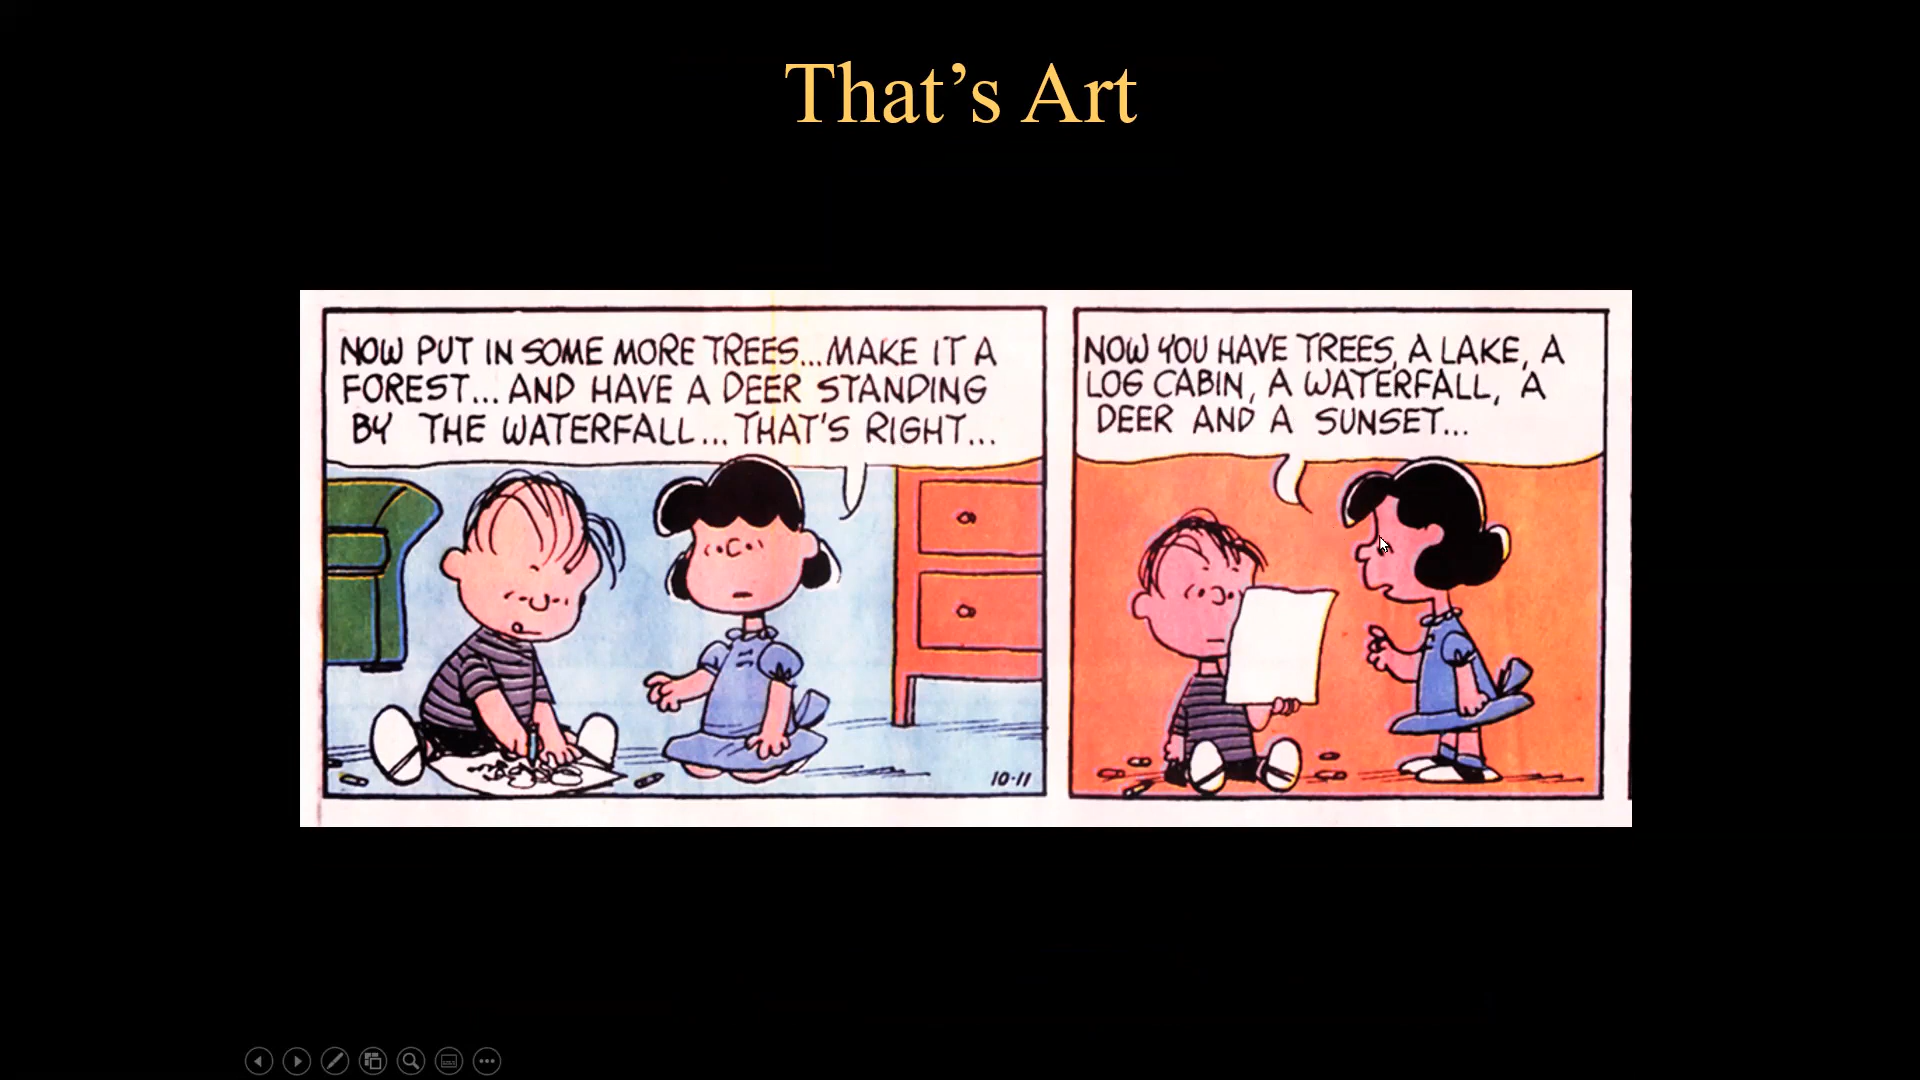 That's Art
NOW PUT IN SOME MORE TREES...MAKE IT A
FOREST... AND HAVE A DEER STANDING
BY THE WATERFALL... THAT'S RIGHT...
10-11
NOW YOU HAVE TREES, A LAKE, A
LOG CABIN, A WATERFALL, A
DEER AND A SUNSET...